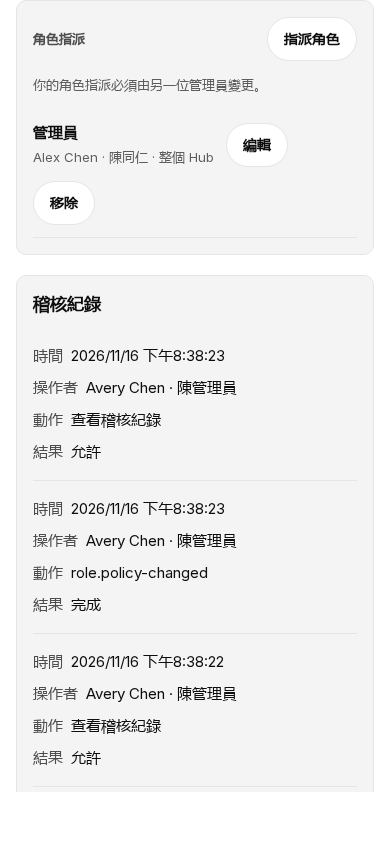 角色指派
指派角色
你的角色指派必須由另一位管理員變更。
管理員
Alex Chen · 陳同仁 · 整個 Hub
編輯
移除
稽核紀錄
時間 2026/11/16 下午8:38:23
操作者 Avery Chen · 陳管理員
動作 查看稽核紀錄
結果 允許
時間 2026/11/16 下午8:38:23
操作者 Avery Chen · 陳管理員
動作 role.policy-changed
結果 完成
時間 2026/11/16 下午8:38:22
操作者 Avery Chen · 陳管理員
動作 查看稽核紀錄
結果 允許